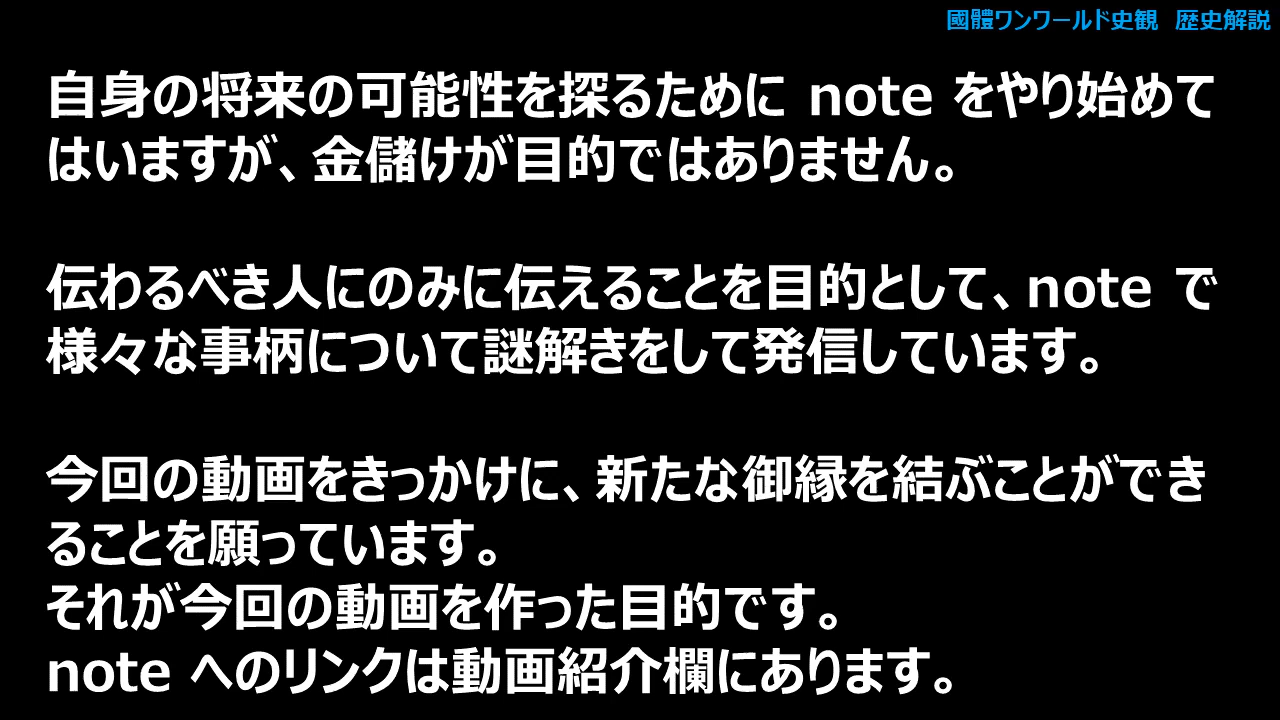 國體ワンワールド史観 歴史解説
自身の将来の可能性を探るために note をやり始めて
はいますが、金儲けが目的ではありません。
伝わるべき人にのみに伝えることを目的として、note で
様々な事柄について謎解きをして発信しています。
今回の動画をきっかけに、新たな御縁を結ぶことができ
ることを願っています。
それが今回の動画を作った目的です。
note へのリンクは動画紹介欄にあります。